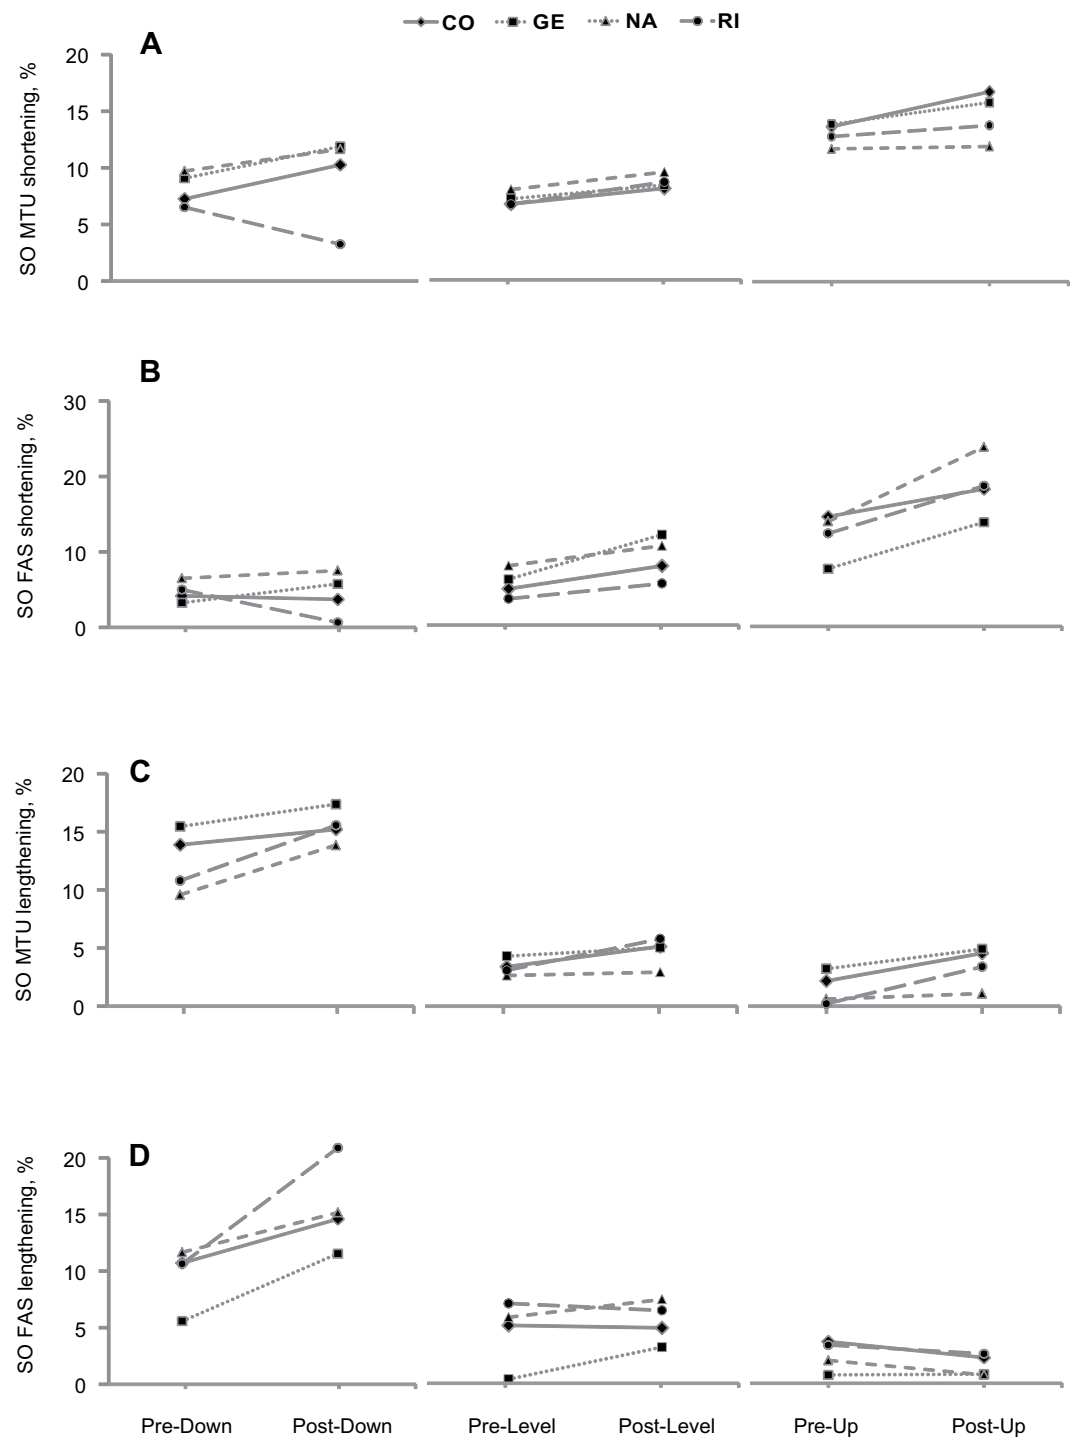 CO GE NA RI
A
SO MTU shortening, %
20
15
10
5
0
B
SO FAS shortening, %
30
20
10
0
C
SO MTU lengthening, %
20
15
10
5
0
D
SO FAS lengthening, %
20
15
10
5
0
Pre-Down Post-Down Pre-Level Post-Level Pre-Up Post-Up